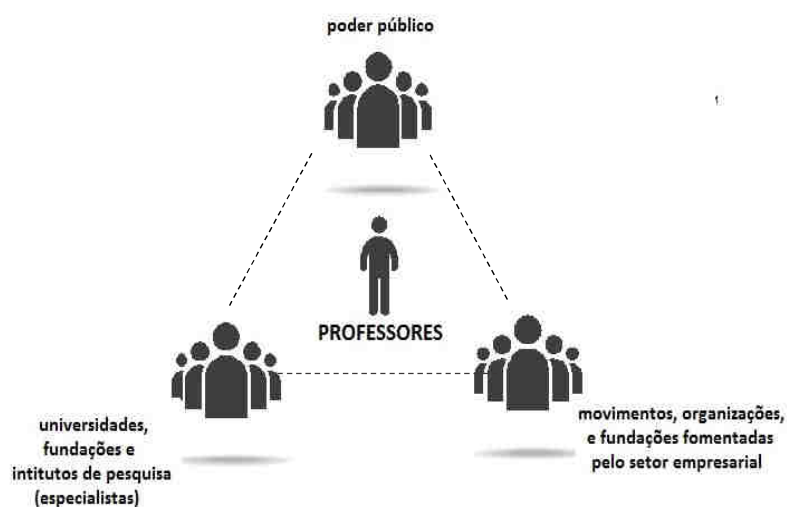 poder público
PROFESSORES
universidades,
fundações e
intitutos de pesquisa
(especialistas)
movimentos, organizações,
e fundações fomentadas
pelo setor empresarial